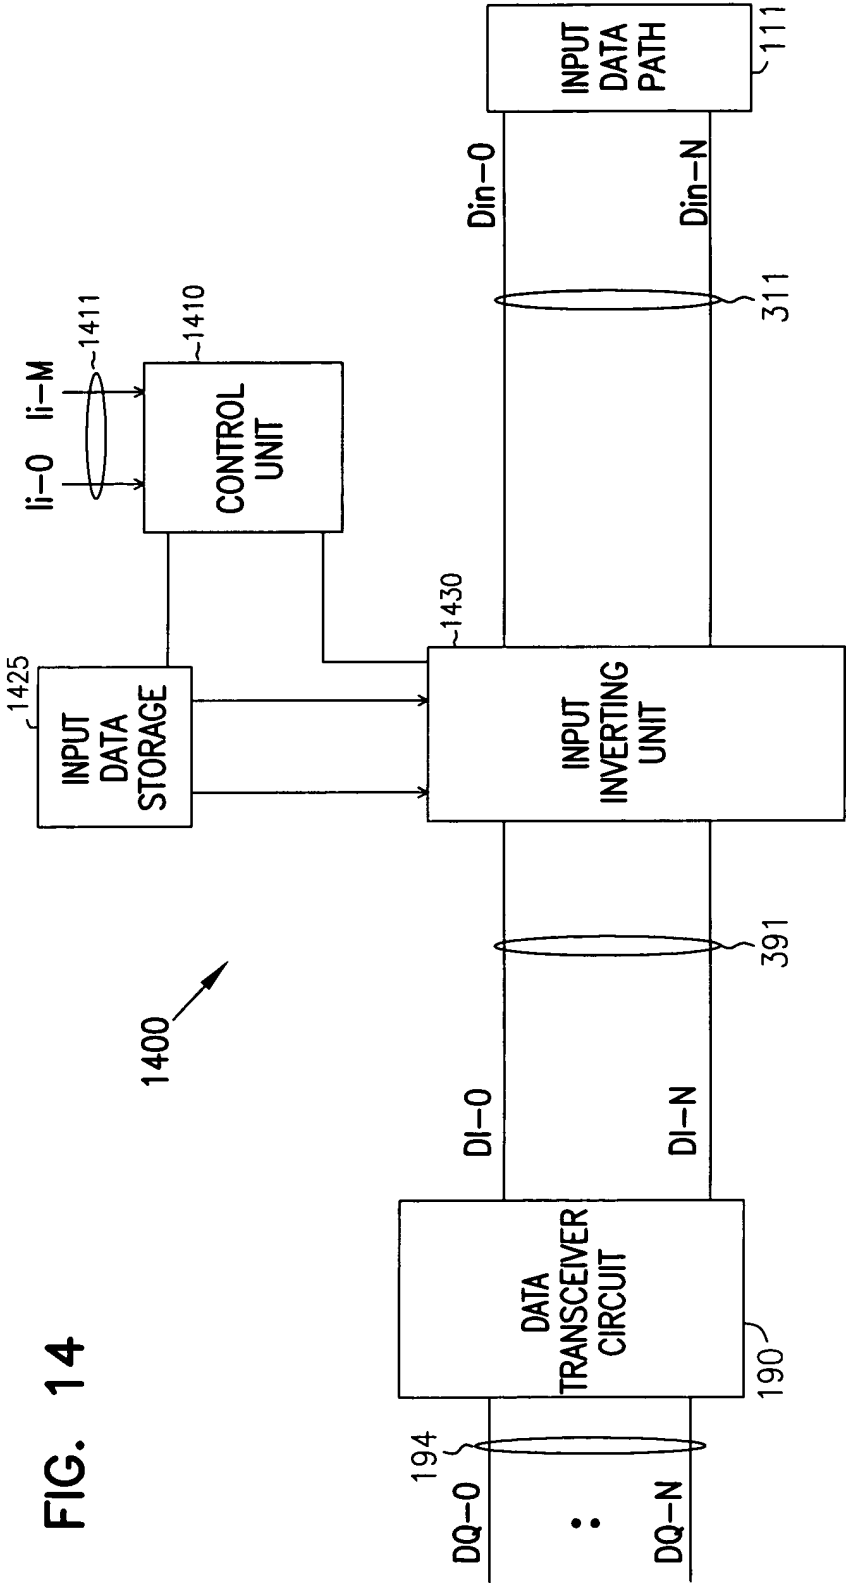 FIG. 14
1400
Ii-0
Ii-M
1411
1410
CONTROL
UNIT
1425
INPUT
DATA
STORAGE
1430
INPUT
INVERTING
UNIT
DQ-0
:
DQ-N
194
DATA
TRANSCEIVER
CIRCUIT
190
DI-0
DI-N
391
Din-0
Din-N
311
INPUT
DATA
PATH
111